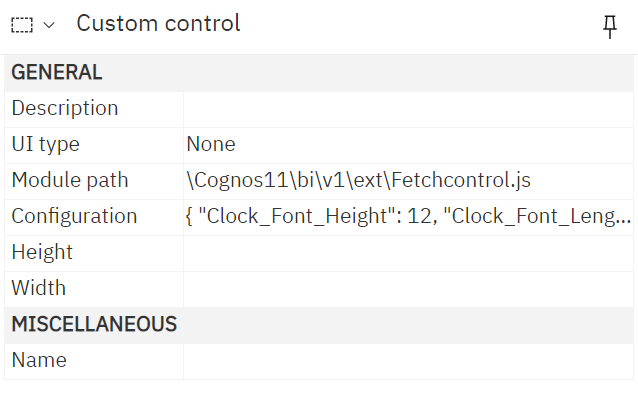 Custom control
GENERAL
Description
UI type None
Module path \Cognos11\bi\v1\ext\Fetchcontrol.js
Configuration { "Clock_Font_Height": 12, "Clock_Font_Leng...
Height
Width
MISCELLANEOUS
Name